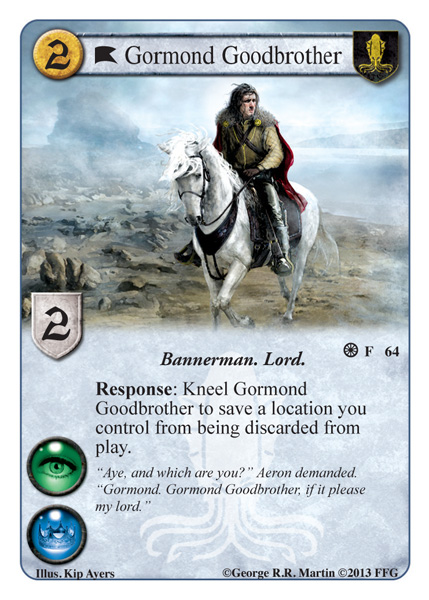 2 Gormond Goodbrother
2
Bannerman. Lord.
F 64
Response: Kneel Gormond
Goodbrother to save a location you
control from being discarded from
play.
“Aye, and which are you?” Aeron demanded.
“Gormond. Gormond Goodbrother, if it please
my lord.”
Illus. Kip Ayers
©George R.R. Martin ©2013 FFG